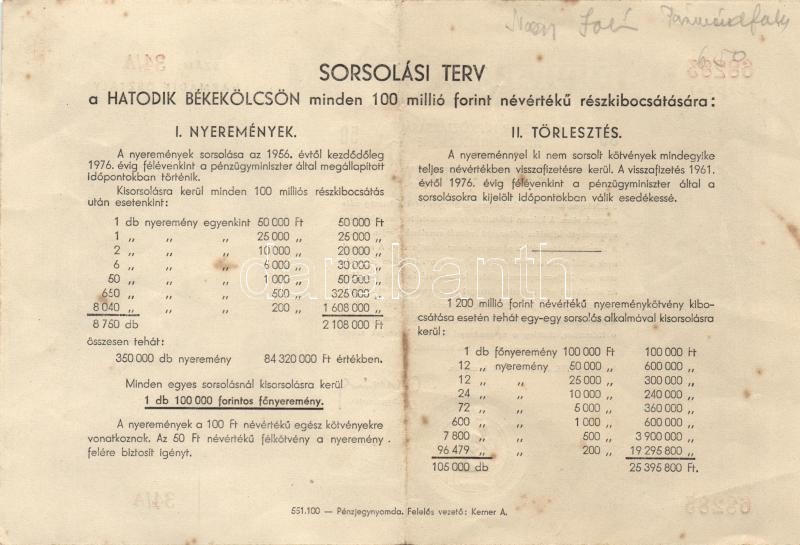 SORSOLÁSI TERV
a HATODIK BÉKEKÖLCSÖN minden 100 millió forint névértékű részkibocsátására:
I. NYEREMÉNYEK.
A nyeremények sorsolása az 1956. évtől kezdődőleg
1976. évig félévenkint a pénzügyminiszter által megállapított
időpontokban történik.
Kisorsolásra kerül minden 100 milliós részkibocsátás
után esetenkint:
1 db nyeremény egyenkint 50 000 Ft 50 000 Ft
1 „ „ „ 25 000 „ 25 000 „
2 „ „ „ 10 000 „ 20 000 „
6 „ „ „ 5 000 „ 30 000 „
50 „ „ „ 1 000 „ 50 000 „
650 „ „ „ 500 „ 325 000 „
8 040 „ „ „ 200 „ 1 608 000 „
8 750 db 2 108 000 Ft
összesen tehát:
350 000 db nyeremény 84 320 000 Ft értékben.
Minden egyes sorsolásnál kisorsolásra kerül
1 db 100 000 forintos főnyeremény.
A nyeremények a 100 Ft névértékű egész kötvényekre
vonatkoznak. Az 50 Ft névértékű félkötvény a nyeremény
felére biztosít igényt.
II. TÖRLESZTÉS.
A nyereménnyel ki nem sorsolt kötvények mindegyike
teljes névértékben visszafizetésre kerül. A visszafizetés 1961.
évtől 1976. évig félévenkint a pénzügyminiszter által a
sorsolásokra kijelölt időpontokban válik esedékessé.
1 200 millió forint névértékű nyereménykötvény kibo-
csátása esetén tehát egy-egy sorsolás alkalmával kisorsolásra
kerül:
1 db főnyeremény 100 000 Ft 100 000 Ft
12 „ nyeremény 50 000 „ 600 000 „
12 „ „ 25 000 „ 300 000 „
24 „ „ 10 000 „ 240 000 „
72 „ „ 5 000 „ 360 000 „
600 „ „ 1 000 „ 600 000 „
7 800 „ „ 500 „ 3 900 000 „
96 479 „ „ 200 „ 19 295 800 „
105 000 db 25 395 800 Ft.
551.100 — Pénzjegynyomda. Felelős vezető: Kerner A.
darabanth